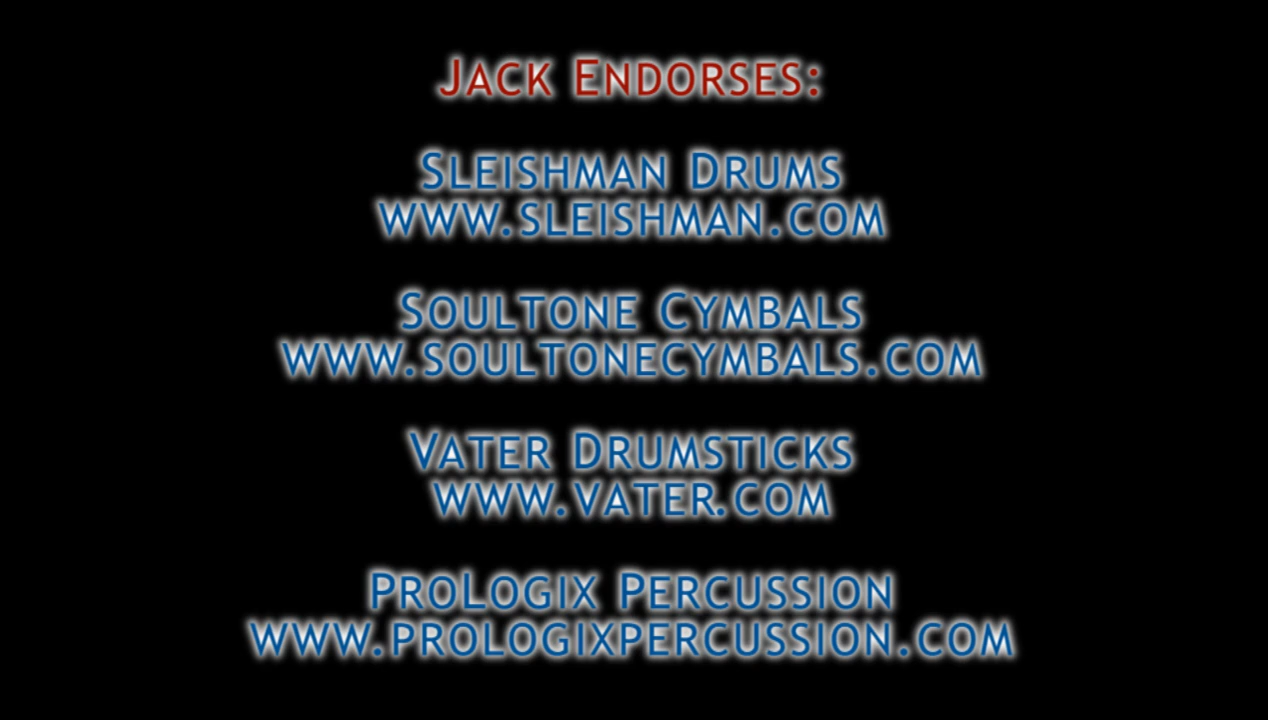 Jack Endorses:
Sleishman Drums
www.sleishman.com
Soultone Cymbals
www.soultonecymbals.com
Vater Drumsticks
www.vater.com
ProLogix Percussion
www.prologixpercussion.com